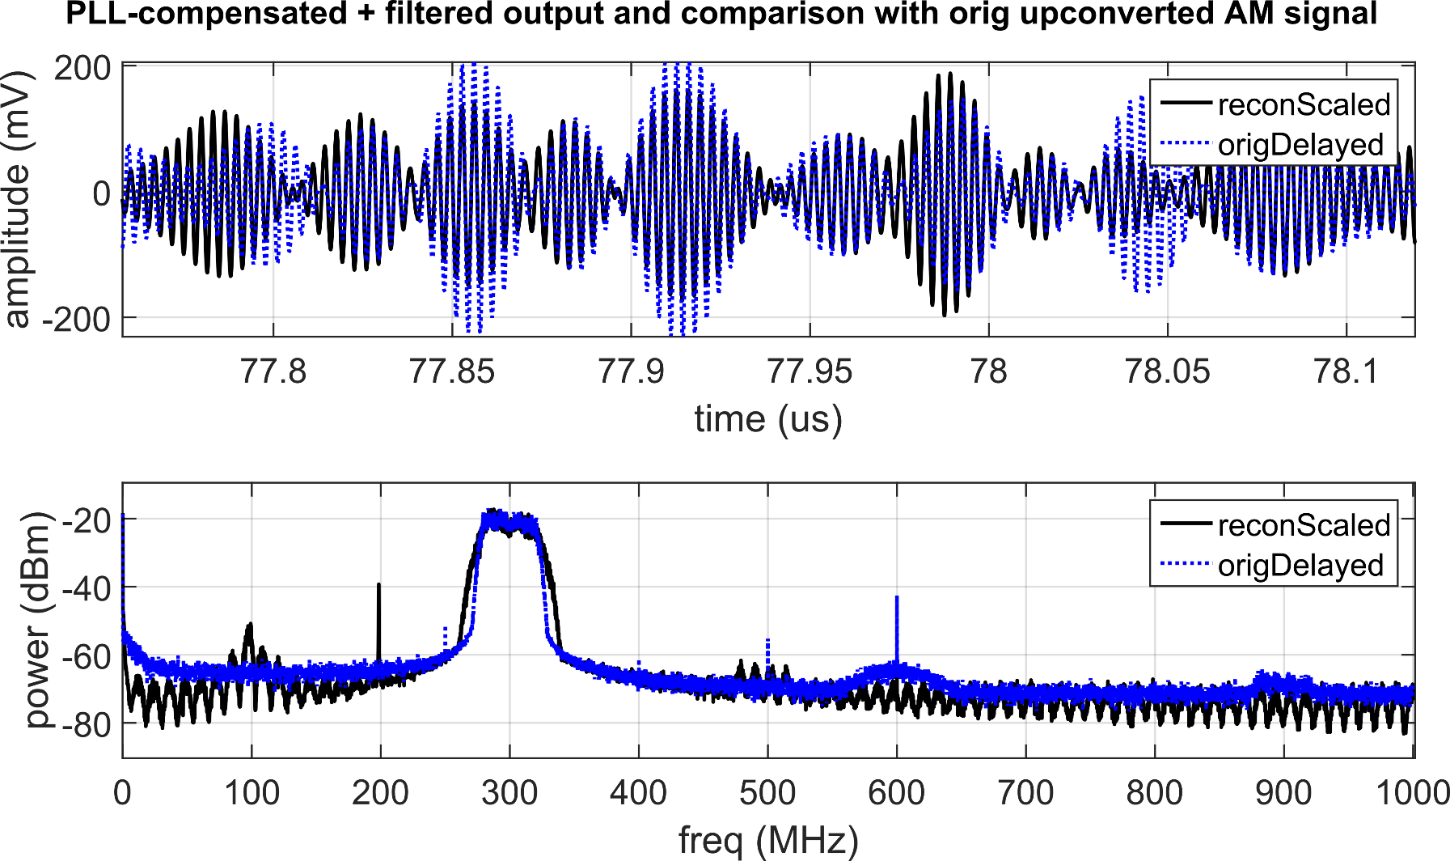 PLL-compensated + filtered output and comparison with orig upconverted AM signal
amplitude (mV)
200
0
-200
reconScaled
origDelayed
77.8 77.85 77.9 77.95 78 78.05 78.1
time (us)
power (dBm)
-20
-40
-60
-80
reconScaled
origDelayed
0 100 200 300 400 500 600 700 800 900 1000
freq (MHz)